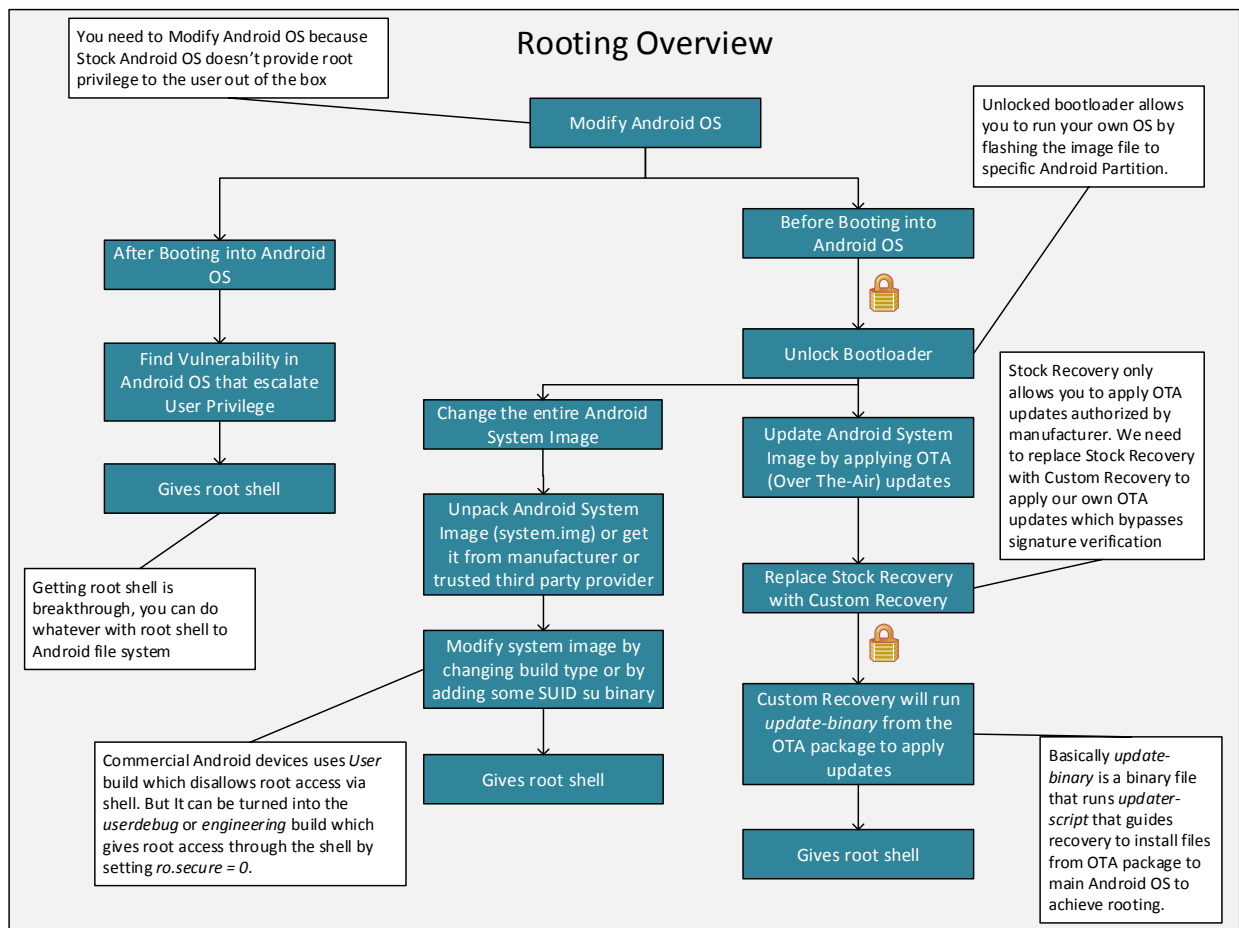 You need to Modify Android OS because
Stock Android OS doesn't provide root
privilege to the user out of the box
Rooting Overview
Modify Android OS
Unlocked bootloader allows
you to run your own OS by
flashing the image file to
specific Android Partition.
After Booting into Android
OS
Before Booting into
Android OS
Find Vulnerability in
Android OS that escalate
User Privilege
Unlock Bootloader
Gives root shell
Getting root shell is
breakthrough, you can do
whatever with root shell to
Android file system
Change the entire Android
System Image
Unpack Android System
Image (system.img) or get
it from manufacturer or
trusted third party provider
Modify system image by
changing build type or by
adding some SUID su binary
Gives root shell
Commercial Android devices uses User
build which disallows root access via
shell. But It can be turned into the
userdebug or engineering build which
gives root access through the shell by
setting ro.secure = 0.
Update Android System
Image by applying OTA
(Over The-Air) updates
Stock Recovery only
allows you to apply OTA
updates authorized by
manufacturer. We need
to replace Stock Recovery
with Custom Recovery to
apply our own OTA
updates which bypasses
signature verification
Replace Stock Recovery
with Custom Recovery
Custom Recovery will run
update-binary from the
OTA package to apply
updates
Basically update-
binary is a binary file
that runs updater-
script that guides
recovery to install files
from OTA package to
main Android OS to
achieve rooting.
Gives root shell